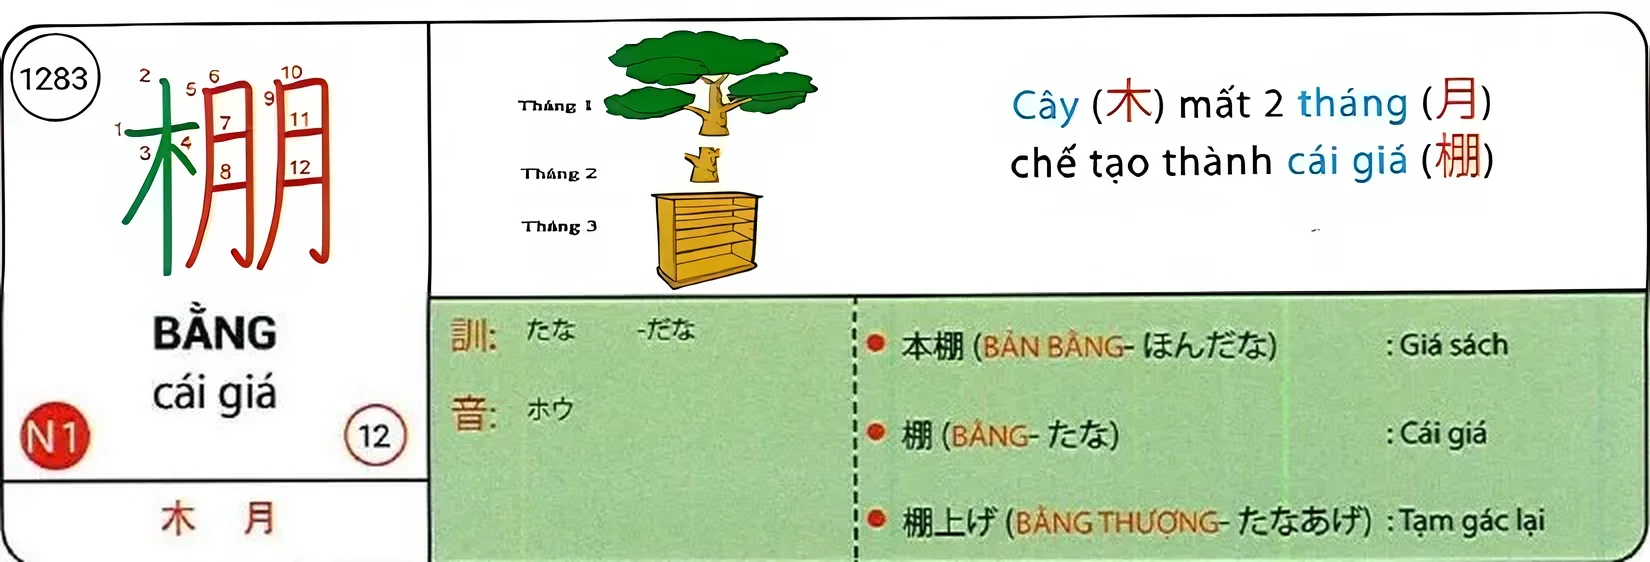 1283
1 2 3 4 5 6 7 8 9 10 11 12
棚
BẰNG
cái giá
N1
12
木 月
Tháng 1
Tháng 2
Tháng 3
Cây (木) mất 2 tháng (月)
chế tạo thành cái giá (棚)
訓: たな -だな
音: ホウ
本棚 (BẢN BẰNG- ほんだな) : Giá sách
棚 (BẰNG- たな) : Cái giá
棚上げ (BẰNG THƯỢNG- たなあげ) : Tạm gác lại